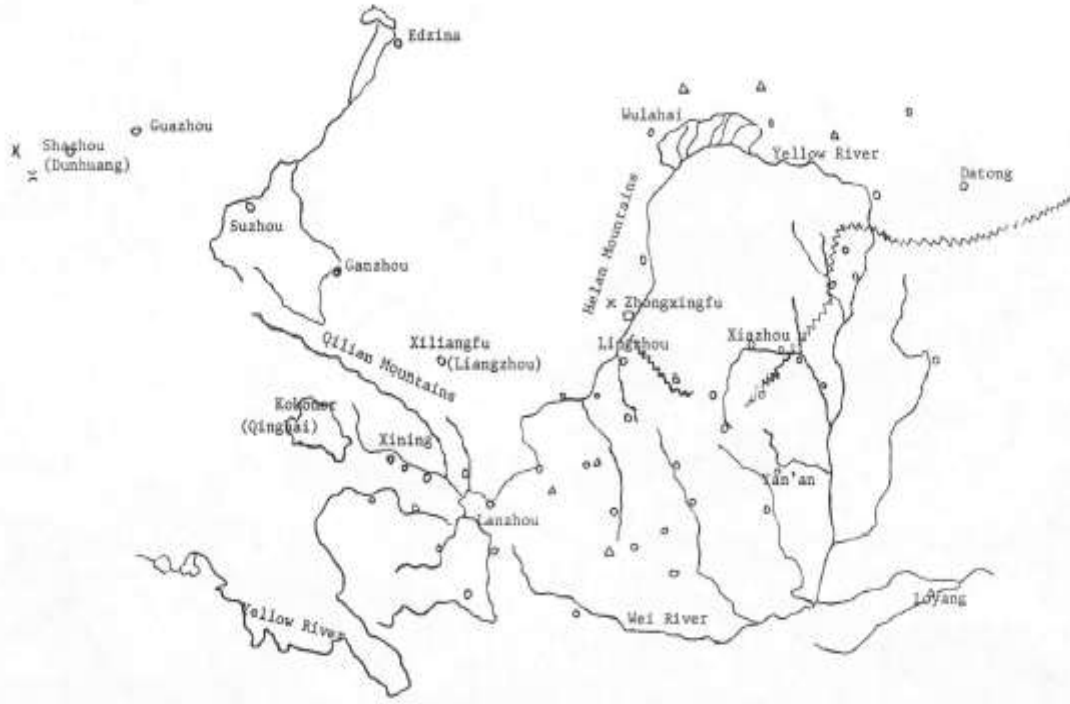 Edzina
Guazhou
Shazhou
(Dunhuang)
Suzhou
Ganzhou
Wulahai
Yellow River
Datong
Helan Mountains
Zhongxingfu
Lingzhou
Xiazhou
Qilian Mountains
Xiliangfu
(Liangzhou)
Kokonor
(Qinghai)
Xining
Lanzhou
Yan'an
Yellow River
Wei River
Loyang